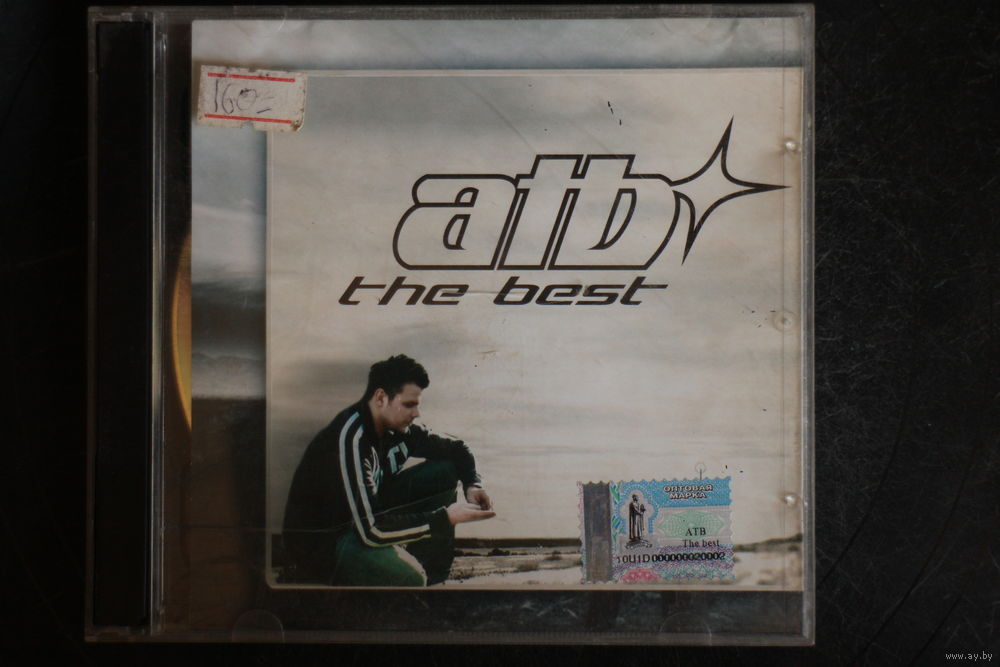 160=
atb
the best
ОПТОВАЯ
МАРКА
ATB
The best
10U1D000000020002
www.ay.by